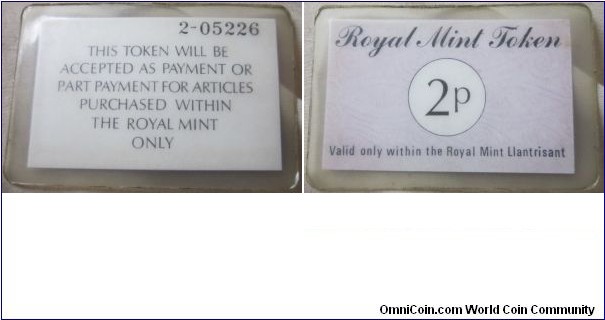 2-05226
THIS TOKEN WILL BE
ACCEPTED AS PAYMENT OR
PART PAYMENT FOR ARTICLES
PURCHASED WITHIN
THE ROYAL MINT
ONLY
Royal Mint Token
2p
Valid only within the Royal Mint Llantrisant
OmniCoin.com World Coin Community